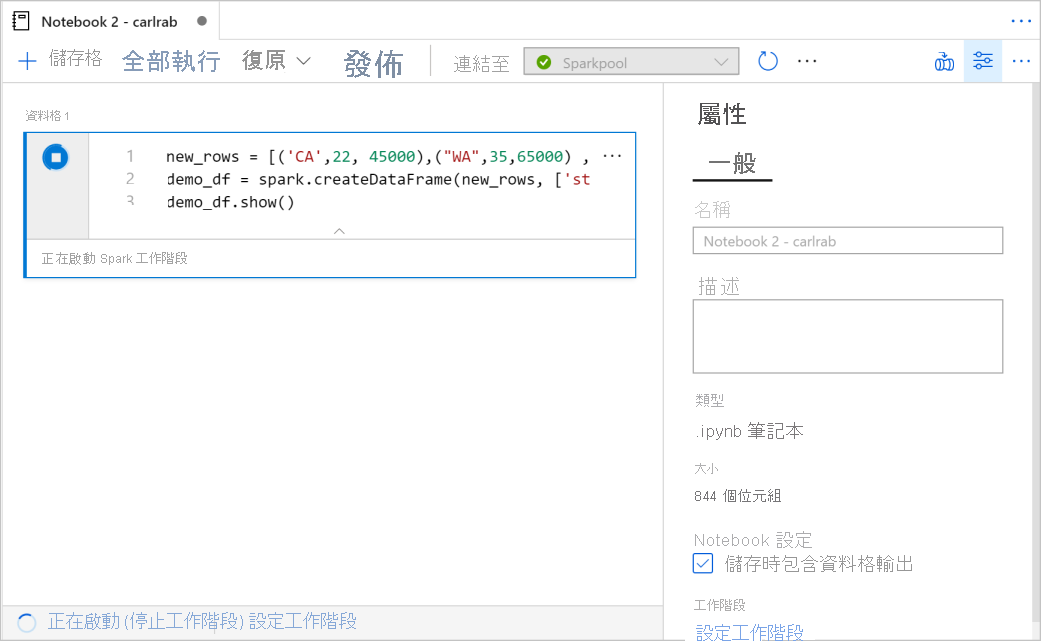 Notebook 2 - carlrab
儲存格 全部執行 復原 發佈 連結至 Sparkpool
資料格 1
1 new_rows = [('CA',22, 45000),("WA",35,65000) ,
2 demo_df = spark.createDataFrame(new_rows, ['st
3 demo_df.show()
正在啟動 Spark 工作階段
正在啟動 (停止工作階段) 設定工作階段
屬性
一般
名稱
Notebook 2 - carlrab
描述
類型
.ipynb 筆記本
大小
844 個位元組
Notebook 設定
儲存時包含資料格輸出
工作階段
設定工作階段